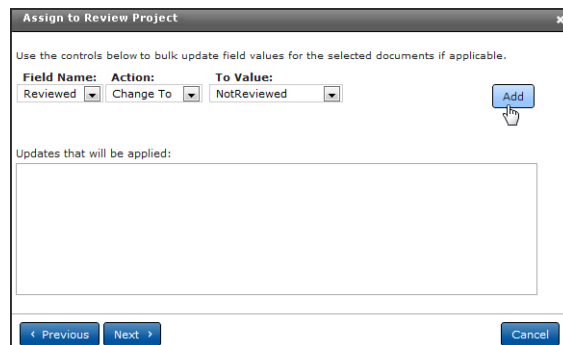 Assign to Review Project
Use the controls below to bulk update field values for the selected documents if applicable.
Field Name: Action: To Value:
Reviewed Change To NotReviewed Add
Updates that will be applied:
‹ Previous Next › Cancel